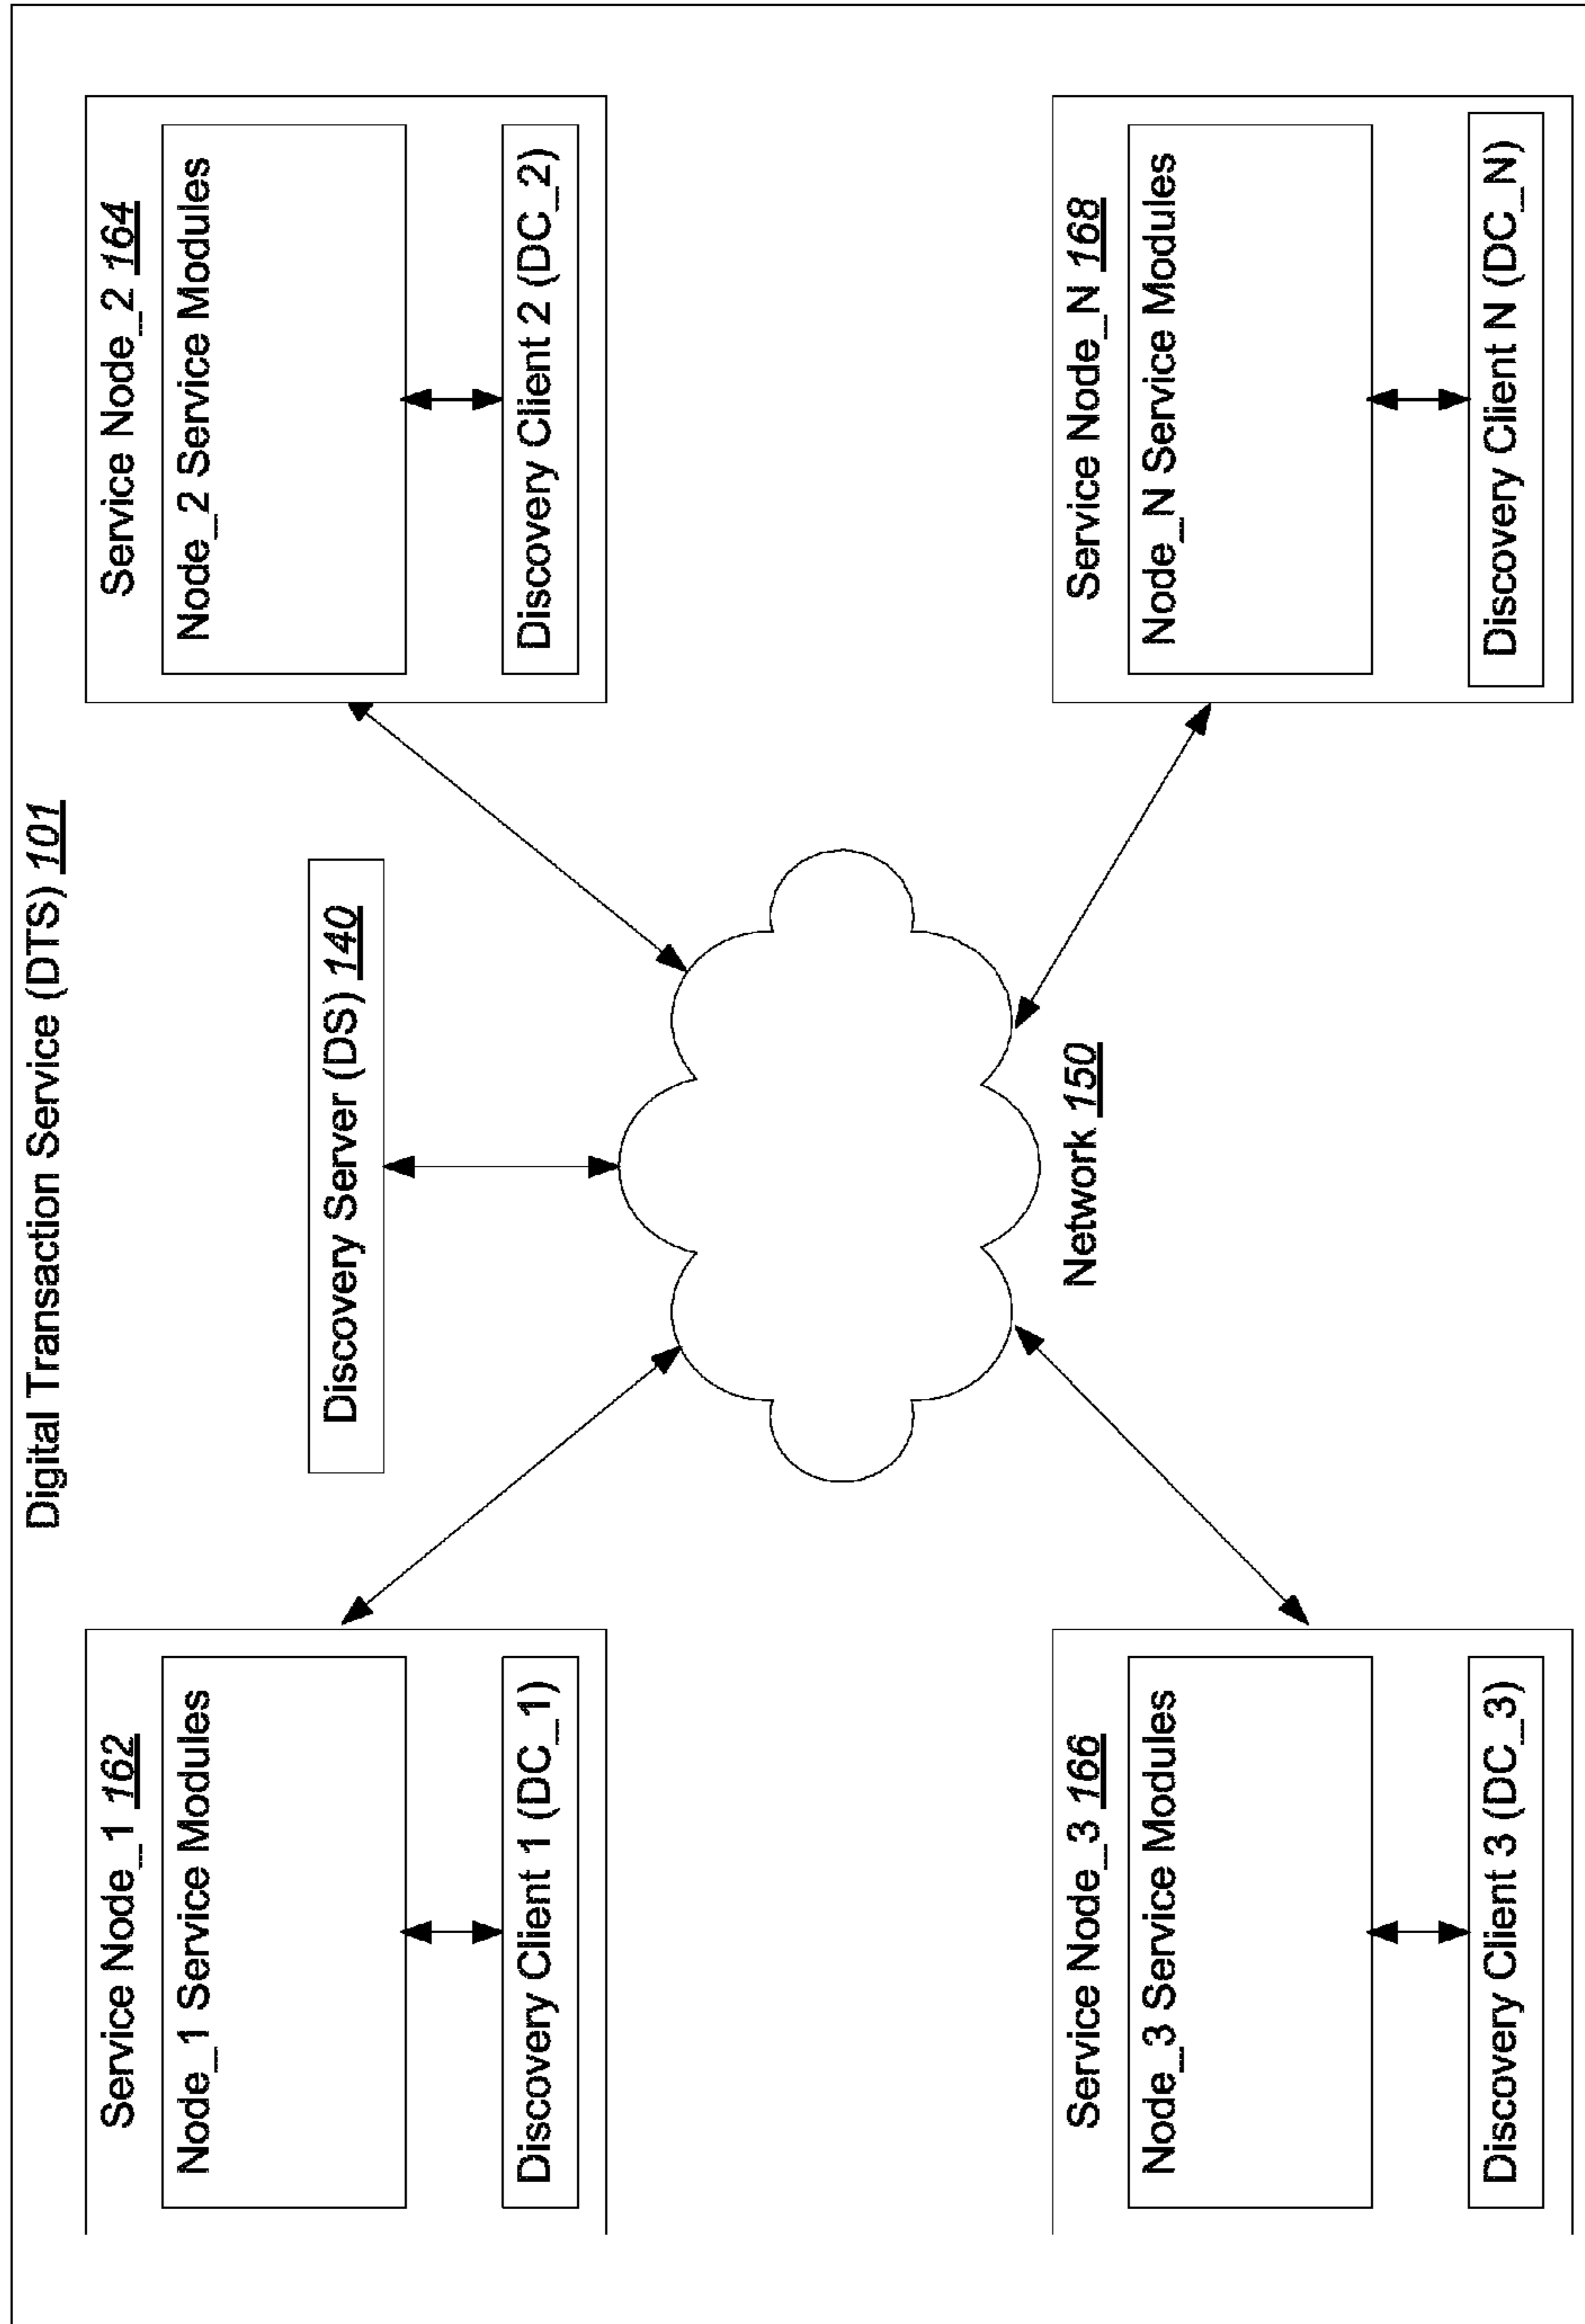 Digital Transaction Service (DTS) 101
Service Node_1 162
Node_1 Service Modules
Discovery Client 1 (DC_1)
Discovery Server (DS) 140
Service Node_2 164
Node_2 Service Modules
Discovery Client 2 (DC_2)
Network 150
Service Node_3 166
Node_3 Service Modules
Discovery Client 3 (DC_3)
Service Node_N 168
Node_N Service Modules
Discovery Client N (DC_N)